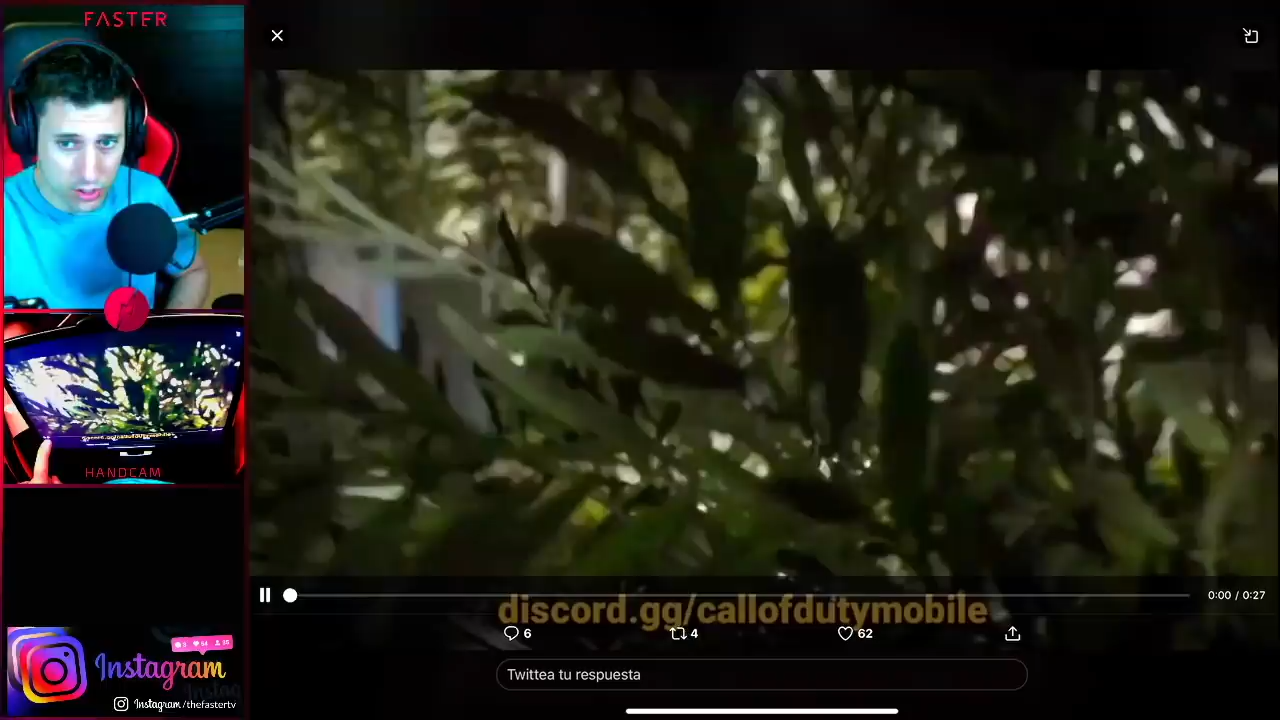 FASTER
HANDCAM
Instagram
Instagram/thefastertv
0:00 / 0:27
discord.gg/callofdutymobile
6
4
62
Twittea tu respuesta